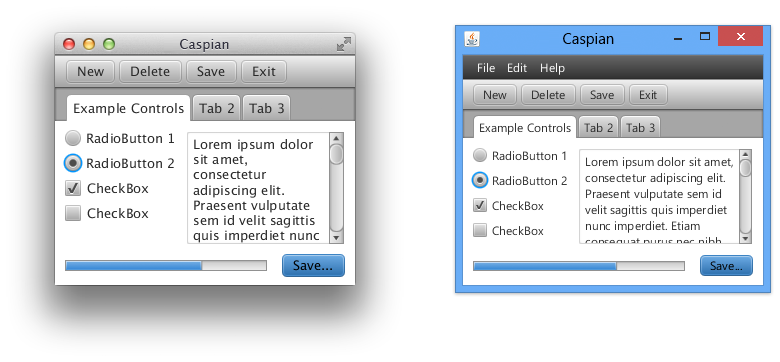 Caspian
New Delete Save Exit
Example Controls Tab 2 Tab 3
RadioButton 1
RadioButton 2
CheckBox
CheckBox
Lorem ipsum dolor
sit amet,
consectetur
adipiscing elit.
Praesent vulputate
sem id velit sagittis
quis imperdiet nunc
Save...
Caspian
File Edit Help
New Delete Save Exit
Example Controls Tab 2 Tab 3
RadioButton 1
RadioButton 2
CheckBox
CheckBox
Lorem ipsum dolor sit amet,
consectetur adipiscing elit.
Praesent vulputate sem id
velit sagittis quis imperdiet
nunc imperdiet. Etiam
consequat purus nec nibh
Save...